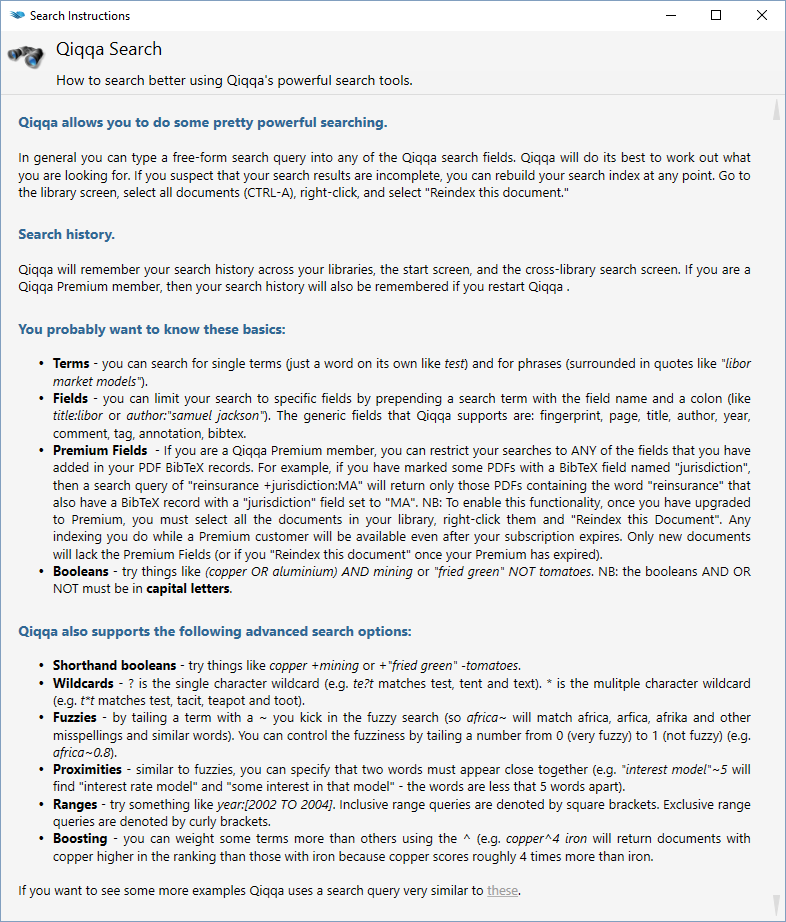 Search Instructions
Qiqqa Search
How to search better using Qiqqa's powerful search tools.
Qiqqa allows you to do some pretty powerful searching.
In general you can type a free-form search query into any of the Qiqqa search fields. Qiqqa will do its best to work out what
you are looking for. If you suspect that your search results are incomplete, you can rebuild your search index at any point. Go to
the library screen, select all documents (CTRL-A), right-click, and select "Reindex this document."
Search history.
Qiqqa will remember your search history across your libraries, the start screen, and the cross-library search screen. If you are a
Qiqqa Premium member, then your search history will also be remembered if you restart Qiqqa .
You probably want to know these basics:
• Terms - you can search for single terms (just a word on its own like test) and for phrases (surrounded in quotes like "libor
market models").
• Fields - you can limit your search to specific fields by prepending a search term with the field name and a colon (like
title:libor or author:"samuel jackson"). The generic fields that Qiqqa supports are: fingerprint, page, title, author, year,
comment, tag, annotation, bibtex.
• Premium Fields - If you are a Qiqqa Premium member, you can restrict your searches to ANY of the fields that you have
added in your PDF BibTeX records. For example, if you have marked some PDFs with a BibTeX field named "jurisdiction",
then a search query of "reinsurance +jurisdiction:MA" will return only those PDFs containing the word "reinsurance" that
also have a BibTeX record with a "jurisdiction" field set to "MA". NB: To enable this functionality, once you have upgraded
to Premium, you must select all the documents in your library, right-click them and "Reindex this Document". Any
indexing you do while a Premium customer will be available even after your subscription expires. Only new documents
will lack the Premium Fields (or if you "Reindex this document" once your Premium has expired).
• Booleans - try things like (copper OR aluminium) AND mining or "fried green" NOT tomatoes. NB: the booleans AND OR
NOT must be in capital letters.
Qiqqa also supports the following advanced search options:
• Shorthand booleans - try things like copper +mining or +"fried green" -tomatoes.
• Wildcards - ? is the single character wildcard (e.g. te?t matches test, tent and text). * is the mulitple character wildcard
(e.g. t*t matches test, tacit, teapot and toot).
• Fuzzies - by tailing a term with a ~ you kick in the fuzzy search (so africa~ will match africa, arfica, afrika and other
misspellings and similar words). You can control the fuzziness by tailing a number from 0 (very fuzzy) to 1 (not fuzzy) (e.g.
africa~0.8).
• Proximities - similar to fuzzies, you can specify that two words must appear close together (e.g. "interest model"~5 will
find "interest rate model" and "some interest in that model" - the words are less that 5 words apart).
• Ranges - try something like year:[2002 TO 2004]. Inclusive range queries are denoted by square brackets. Exclusive range
queries are denoted by curly brackets.
• Boosting - you can weight some terms more than others using the ^ (e.g. copper^4 iron will return documents with
copper higher in the ranking than those with iron because copper scores roughly 4 times more than iron.
If you want to see some more examples Qiqqa uses a search query very similar to these.